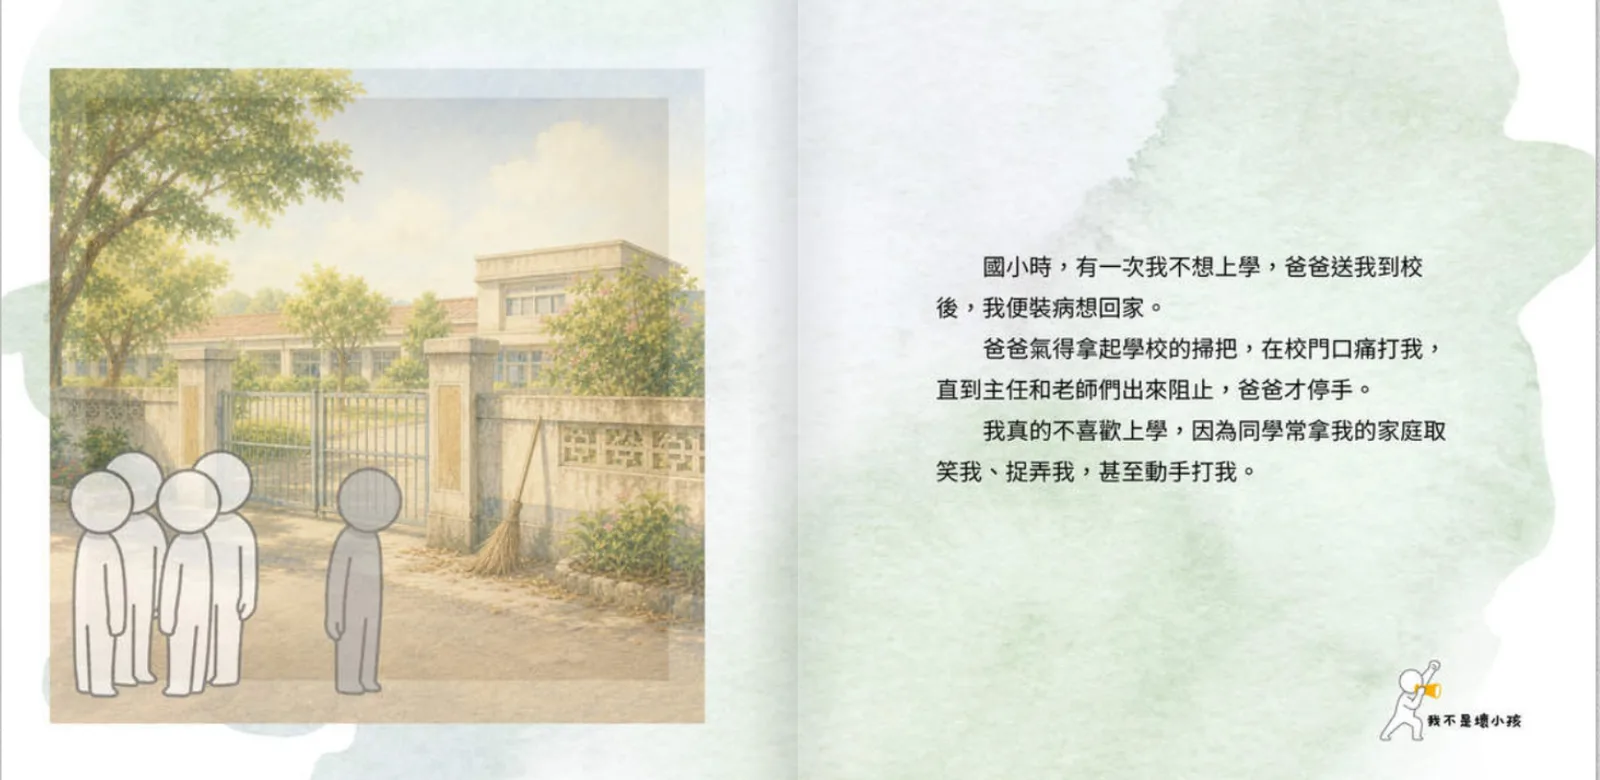 國小時，有一次我不想上學，爸爸送我到校
後，我便裝病想回家。
爸爸氣得拿起學校的掃把，在校門口痛打我，
直到主任和老師們出來阻止，爸爸才停手。
我真的不喜歡上學，因為同學常拿我的家庭取
笑我、捉弄我，甚至動手打我。
我不是壞小孩